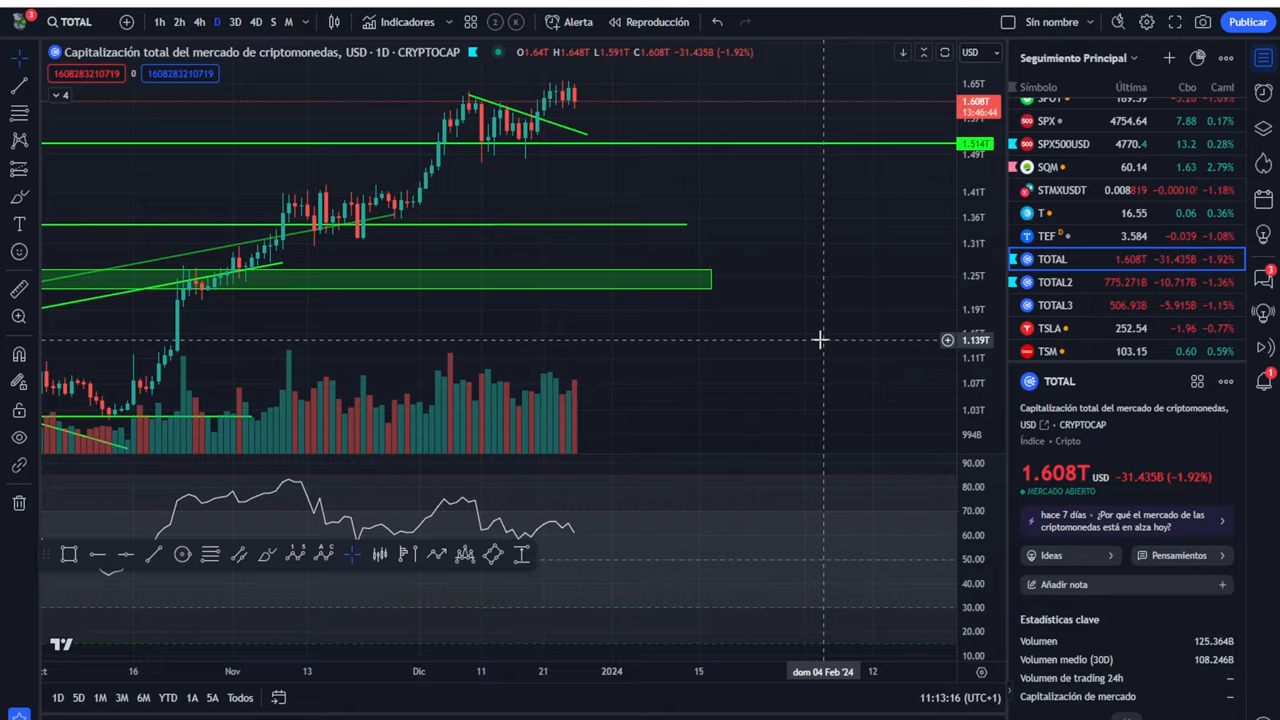 3 TOTAL 1h 2h 4h D 3D 4D S M Indicadores 2 K Alerta Reproducción Sin nombre Publicar
Capitalización total del mercado de criptomonedas, USD · 1D · CRYPTOCAP O1.64T H1.648T L1.591T C1.608T −31.435B (−1.92%) USD
1608283210719 0 1608283210719
4
1.65T
1.608T
13:46:44
1.514T
1.49T
1.41T
1.36T
1.31T
1.25T
1.19T
1.139T
1.11T
1.07T
1.03T
994B
90.00
80.00
70.00
60.00
50.00
40.00
30.00
20.00
10.00
16 Nov 13 Dic 11 21 2024 15 dom 04 Feb '24 12
1D 5D 1M 3M 6M YTD 1A 5A Todos 11:13:16 (UTC+1)
Seguimiento Principal
Símbolo Última Cbo Caml
SPX 4754.64 7.88 0.17%
SPX500USD 4770.4 13.2 0.28%
SQM 60.14 1.63 2.79%
STMXUSDT 0.008819 −0.00010 −1.18%
T 16.55 0.06 0.36%
TEF D 3.584 −0.039 −1.08%
TOTAL 1.608T −31.435B −1.92%
TOTAL2 775.271B −10.717B −1.36%
TOTAL3 506.93B −5.915B −1.15%
TSLA 252.54 −1.96 −0.77%
TSM 103.15 0.60 0.59%
TOTAL
Capitalización total del mercado de criptomonedas,
USD · CRYPTOCAP
Índice · Cripto
1.608T USD −31.435B (−1.92%)
MERCADO ABIERTO
hace 7 días · ¿Por qué el mercado de las
criptomonedas está en alza hoy?
Ideas Pensamientos
Añadir nota
Estadísticas clave
Volumen 125.364B
Volumen medio (30D) 108.246B
Volumen de trading 24h —
Capitalización de mercado —
3
1